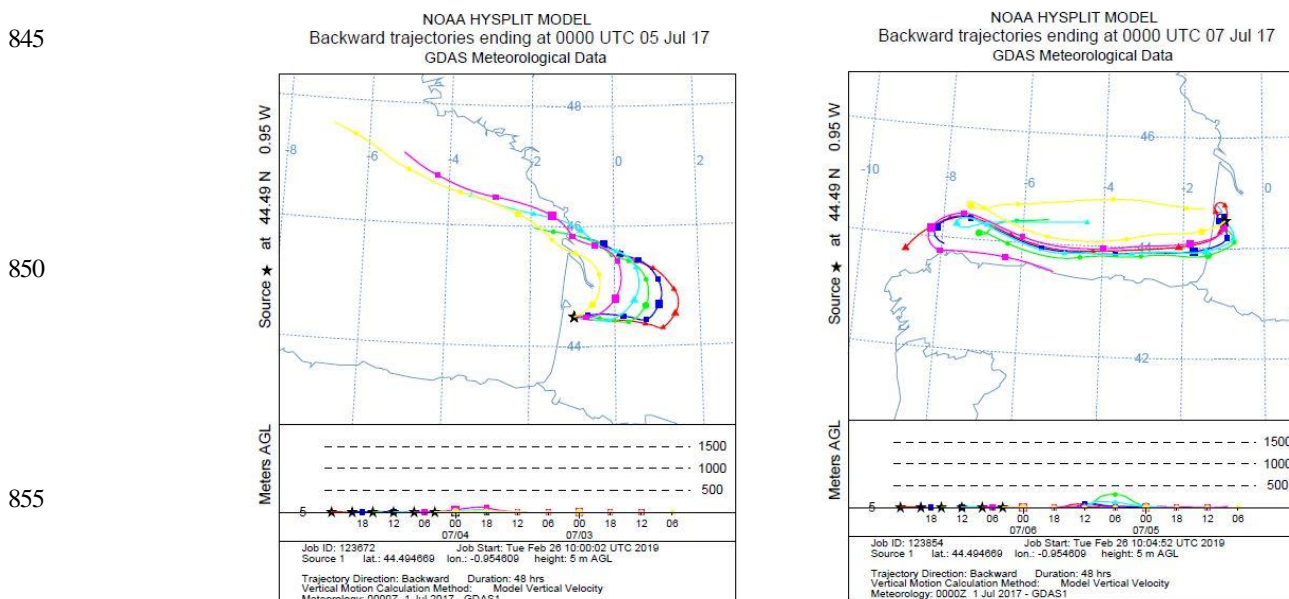 845
850
855
NOAA HYSPLIT MODEL
Backward trajectories ending at 0000 UTC 05 Jul 17
GDAS Meteorological Data
Source ★ at 44.49 N 0.95 W
-8
-6
-4
-2
0
2
48
46
44
Meters AGL
1500
1000
500
5
18 12 06 00 18 12 06 00 18 12 06
07/04 07/03
Job ID: 123672 Job Start: Tue Feb 26 10:00:02 UTC 2019
Source 1 lat.: 44.494669 lon.: -0.954609 height: 5 m AGL
Trajectory Direction: Backward Duration: 48 hrs
Vertical Motion Calculation Method: Model Vertical Velocity
Meteorology: 0000Z 1 Jul 2017 - GDAS1
NOAA HYSPLIT MODEL
Backward trajectories ending at 0000 UTC 07 Jul 17
GDAS Meteorological Data
Source ★ at 44.49 N 0.95 W
-10
-8
-6
-4
-2
0
46
42
Meters AGL
1500
1000
500
5
18 12 06 00 18 12 06 00 18 12 06
07/06 07/05
Job ID: 123854 Job Start: Tue Feb 26 10:04:52 UTC 2019
Source 1 lat.: 44.494669 lon.: -0.954609 height: 5 m AGL
Trajectory Direction: Backward Duration: 48 hrs
Vertical Motion Calculation Method: Model Vertical Velocity
Meteorology: 0000Z 1 Jul 2017 - GDAS1